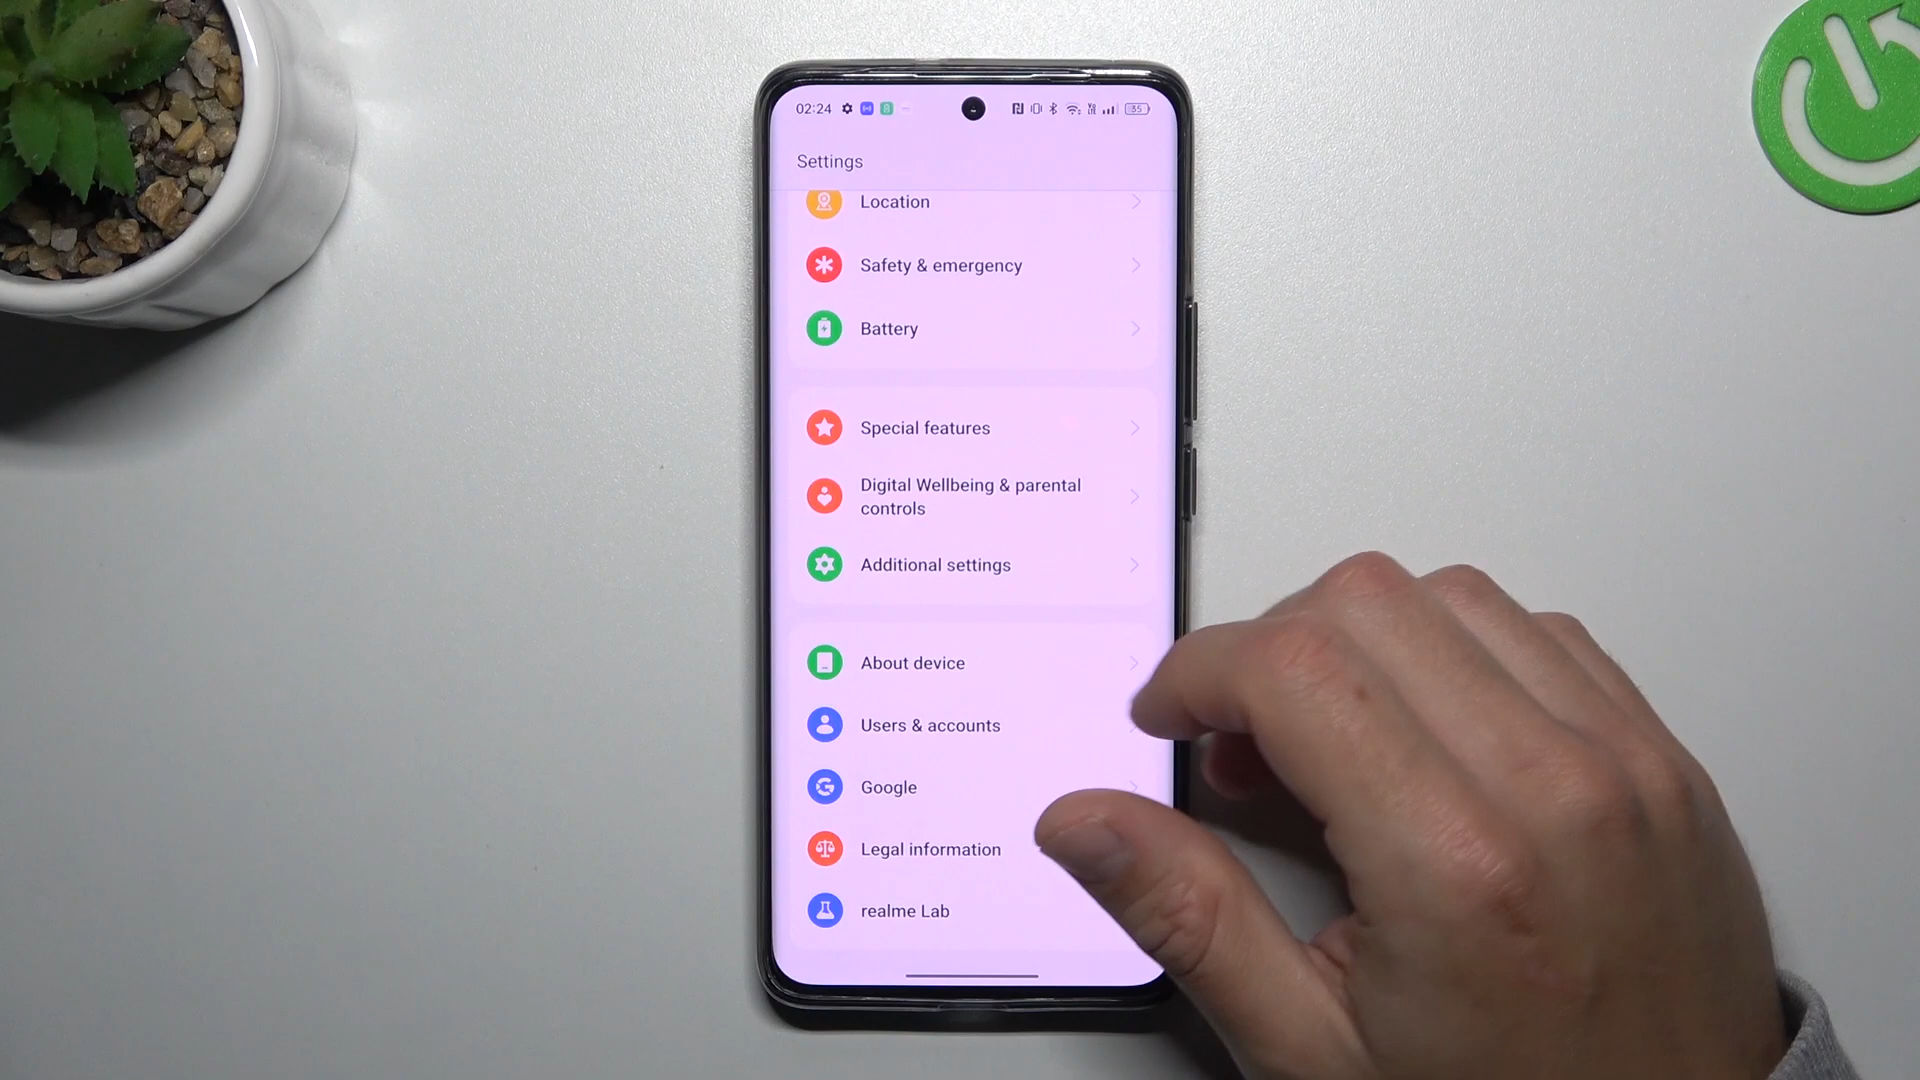 02:24
35
Settings
Location
Safety & emergency
Battery
Special features
Digital Wellbeing & parental
controls
Additional settings
About device
Users & accounts
Google
Legal information
realme Lab